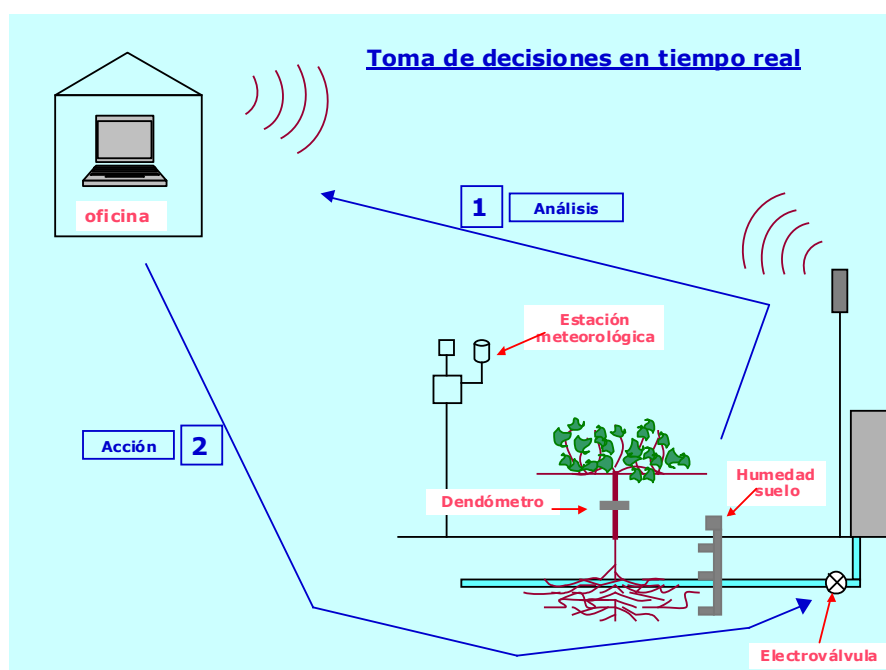 Toma de decisiones en tiempo real
oficina
1
Análisis
Estación
meteorológica
Acción
2
Dendómetro
Humedad
suelo
Electroválvula